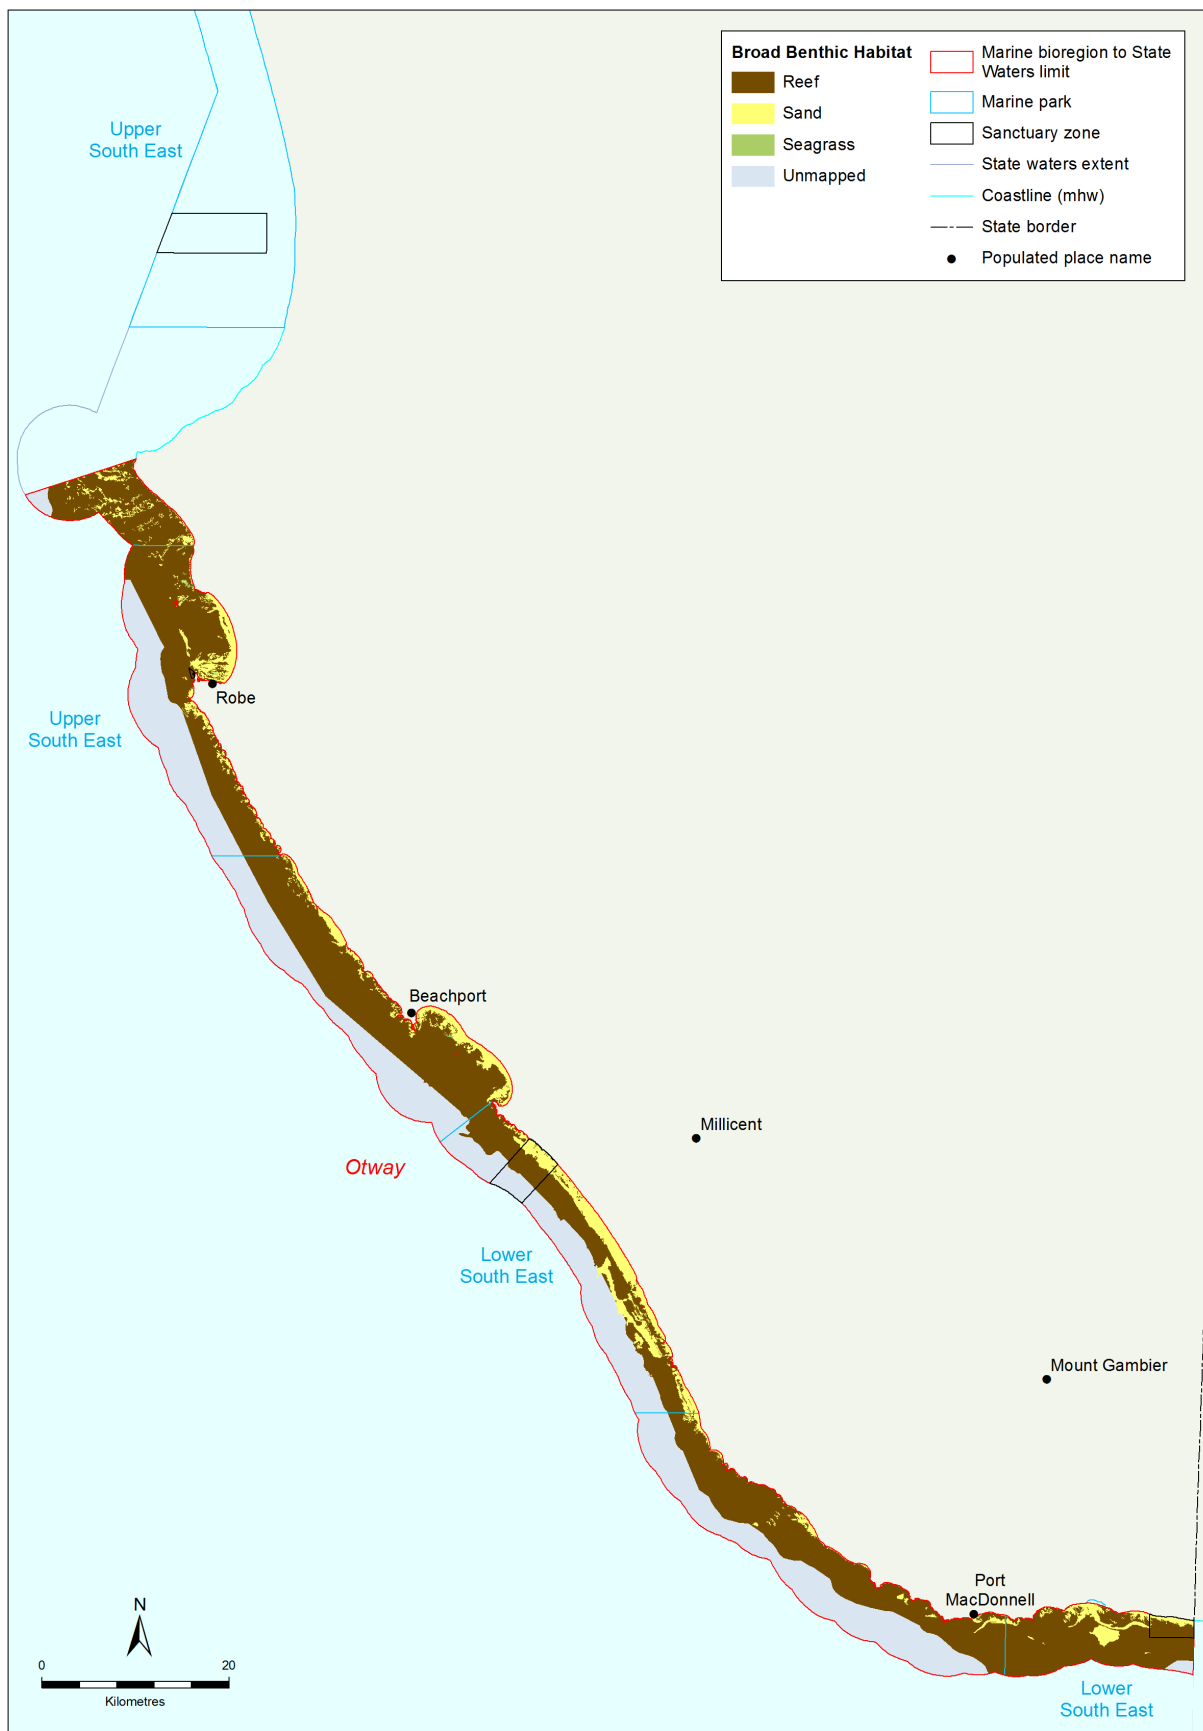 Broad Benthic Habitat
Reef
Sand
Seagrass
Unmapped
Marine bioregion to State
Waters limit
Marine park
Sanctuary zone
State waters extent
Coastline (mhw)
State border
Populated place name
Upper
South East
Robe
Upper
South East
Beachport
Millicent
Otway
Lower
South East
Mount Gambier
Port
MacDonnell
N
0 20
Kilometres
Lower
South East